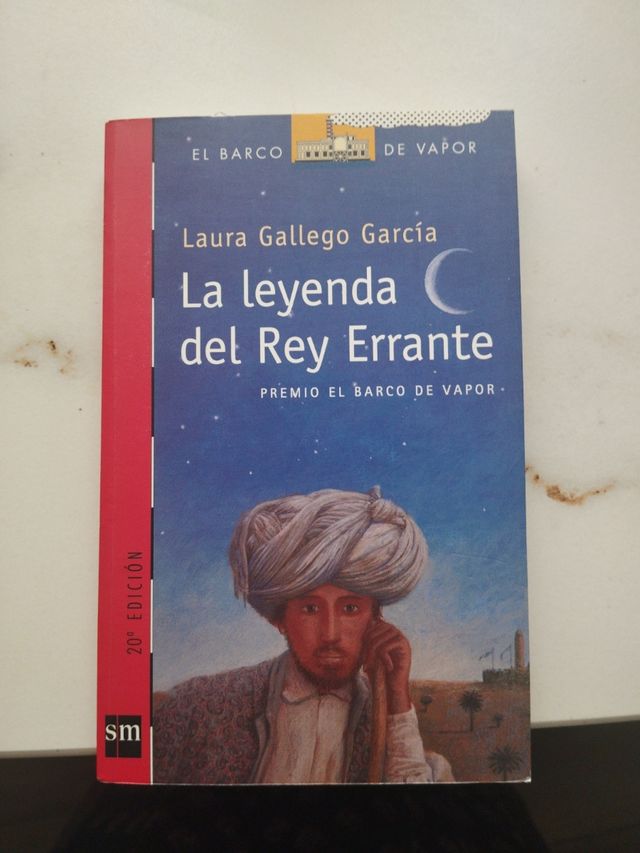 EL BARCO DE VAPOR
Laura Gallego García
La leyenda
del Rey Errante
PREMIO EL BARCO DE VAPOR
20ª EDICIÓN
sm